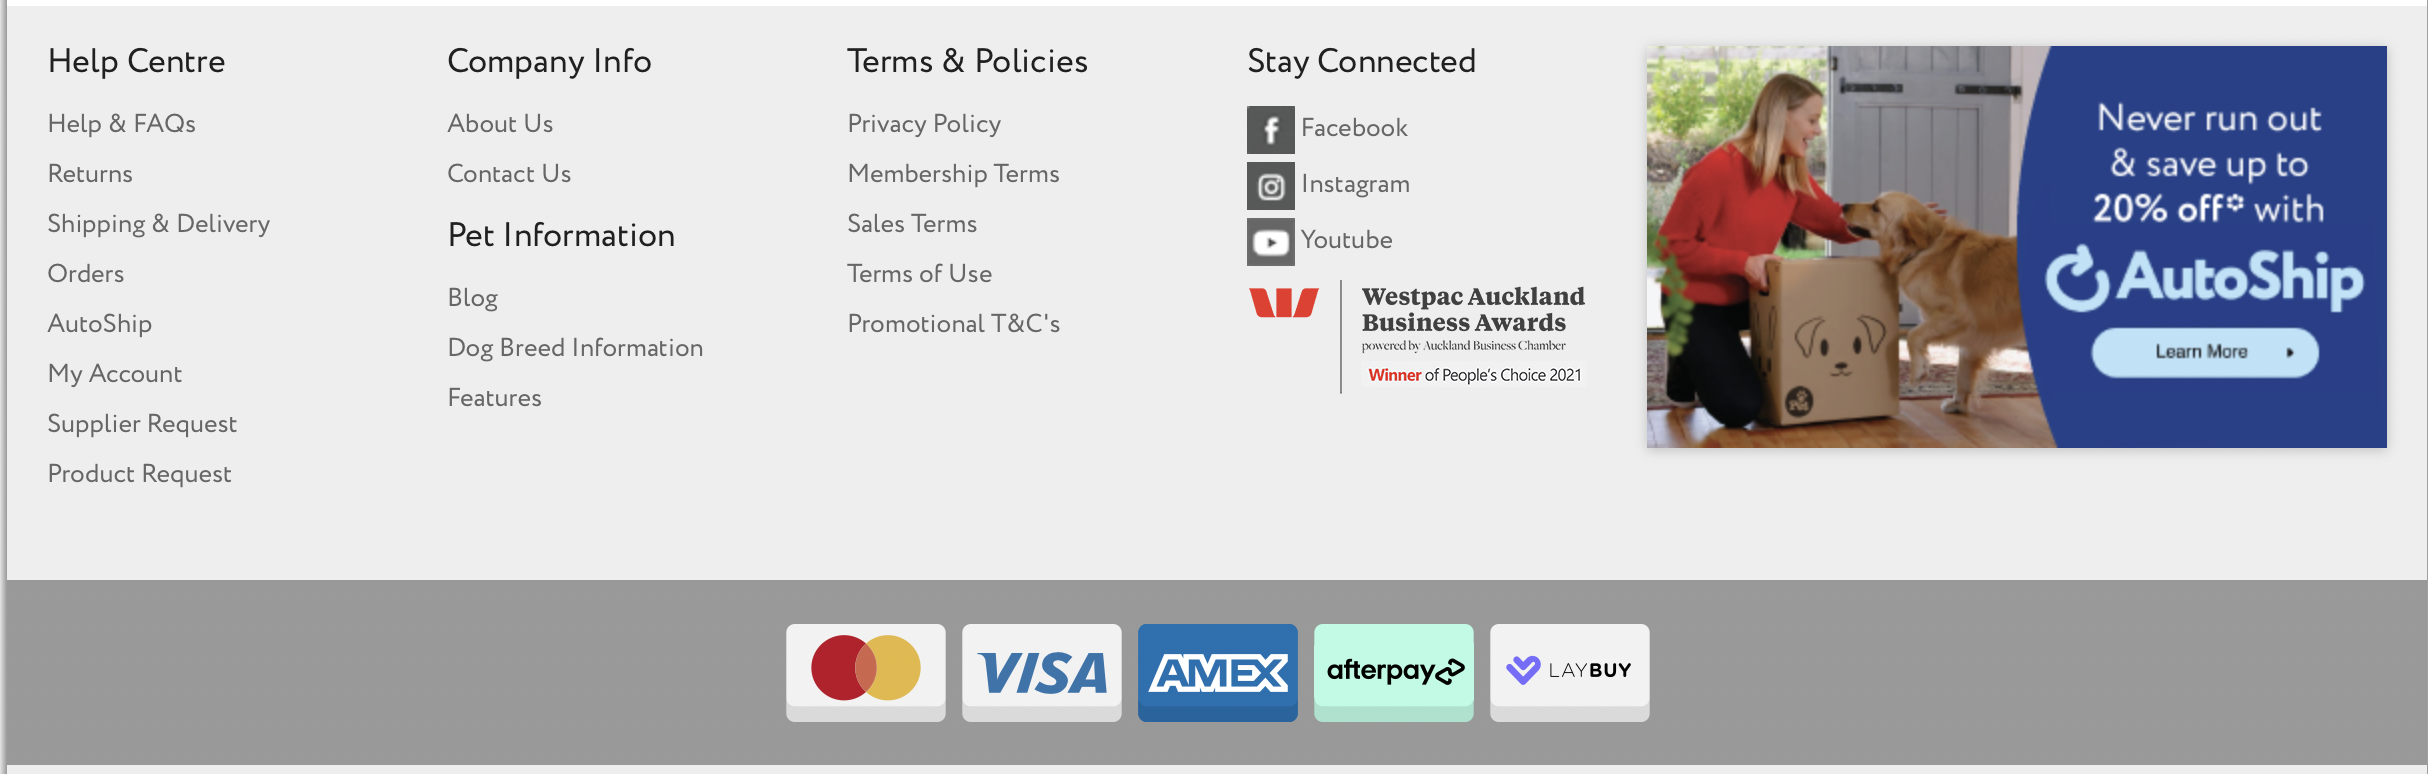 Help Centre
Help & FAQs
Returns
Shipping & Delivery
Orders
AutoShip
My Account
Supplier Request
Product Request
Company Info
About Us
Contact Us
Pet Information
Blog
Dog Breed Information
Features
Terms & Policies
Privacy Policy
Membership Terms
Sales Terms
Terms of Use
Promotional T&C's
Stay Connected
Facebook
Instagram
Youtube
Westpac Auckland
Business Awards
powered by Auckland Business Chamber
Winner of People's Choice 2021
Never run out
& save up to
20% off* with
AutoShip
Learn More
VISA
AMEX
afterpay
LAYBUY